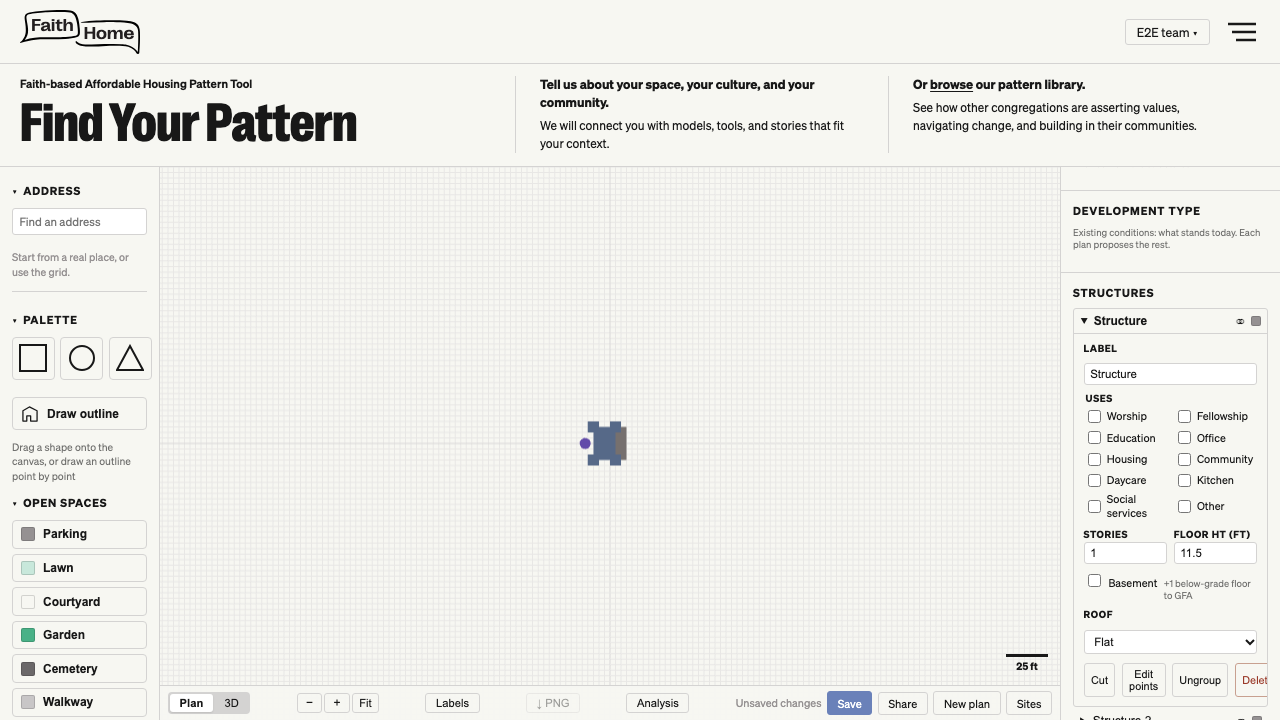 Faith
Home
E2E team ▾
Faith-based Affordable Housing Pattern Tool
Find Your Pattern
Tell us about your space, your culture, and your
community.
We will connect you with models, tools, and stories that fit
your context.
Or browse our pattern library.
See how other congregations are asserting values,
navigating change, and building in their communities.
ADDRESS
Find an address
Start from a real place, or
use the grid.
PALETTE
Draw outline
Drag a shape onto the
canvas, or draw an outline
point by point
OPEN SPACES
Parking
Lawn
Courtyard
Garden
Cemetery
Walkway
25 ft
Plan
3D
−
+
Fit
Labels
↓ PNG
Analysis
Unsaved changes
Save
Share
New plan
Sites
DEVELOPMENT TYPE
Existing conditions: what stands today. Each
plan proposes the rest.
STRUCTURES
Structure
LABEL
Structure
USES
Worship
Fellowship
Education
Office
Housing
Community
Daycare
Kitchen
Social
services
Other
STORIES
FLOOR HT (FT)
1
11.5
Basement
+1 below-grade floor
to GFA
ROOF
Flat
Cut
Edit
points
Ungroup
Delet
Structure 2